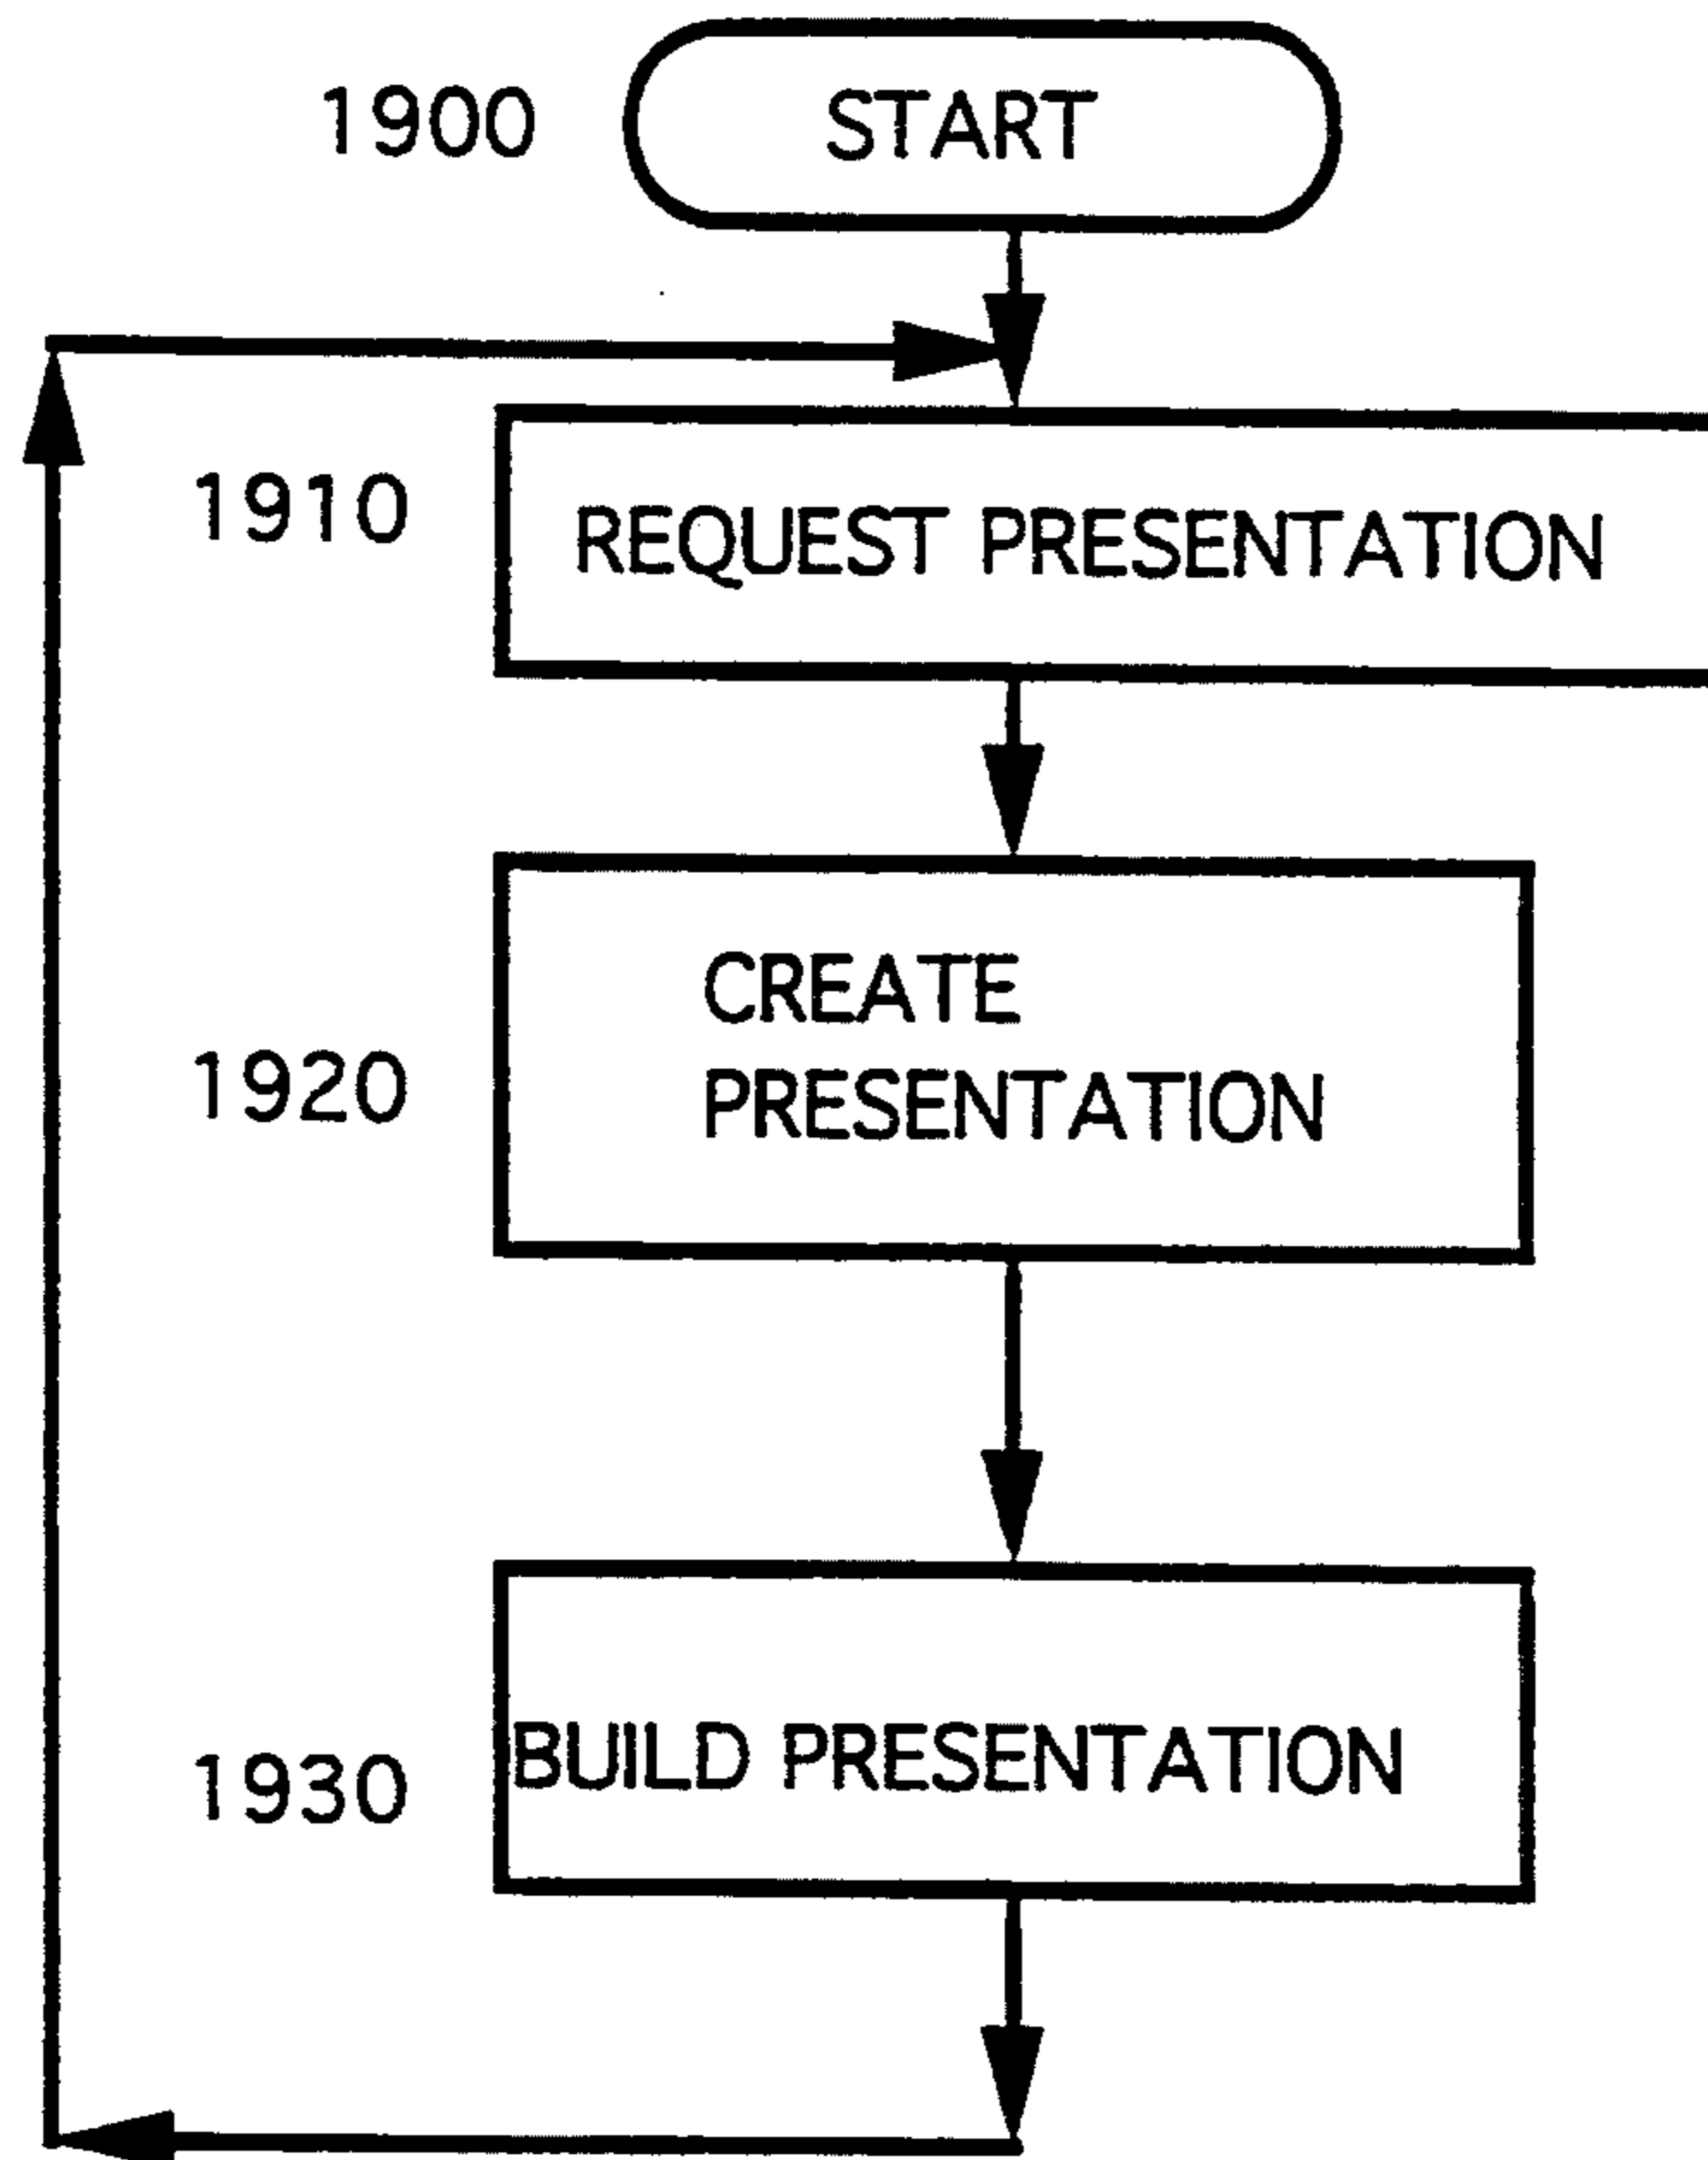 1900 START
1910 REQUEST PRESENTATION
CREATE
1920 PRESENTATION
1930 BUILD PRESENTATION